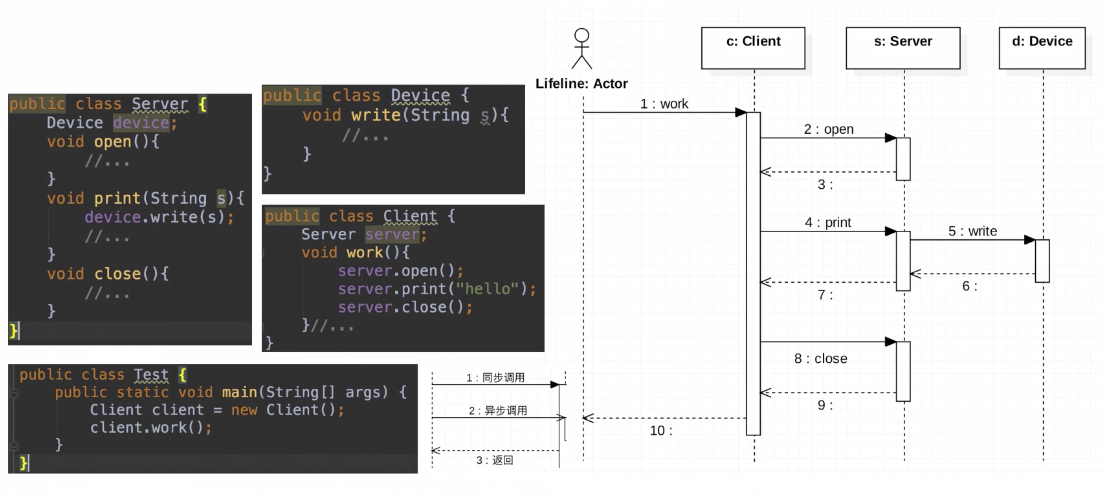 public class Server {
Device device;
void open(){
//...
}
void print(String s){
device.write(s);
//...
}
void close(){
//...
}
}
public class Device {
void write(String s){
//...
}
}
public class Client {
Server server;
void work(){
server.open();
server.print("hello");
server.close();
}//...
}
public class Test {
public static void main(String[] args) {
Client client = new Client();
client.work();
}
}
1 : 同步调用
2 : 异步调用
3 : 返回
Lifeline: Actor
c: Client
s: Server
d: Device
1 : work
2 : open
3 :
4 : print
5 : write
6 :
7 :
8 : close
9 :
10 :